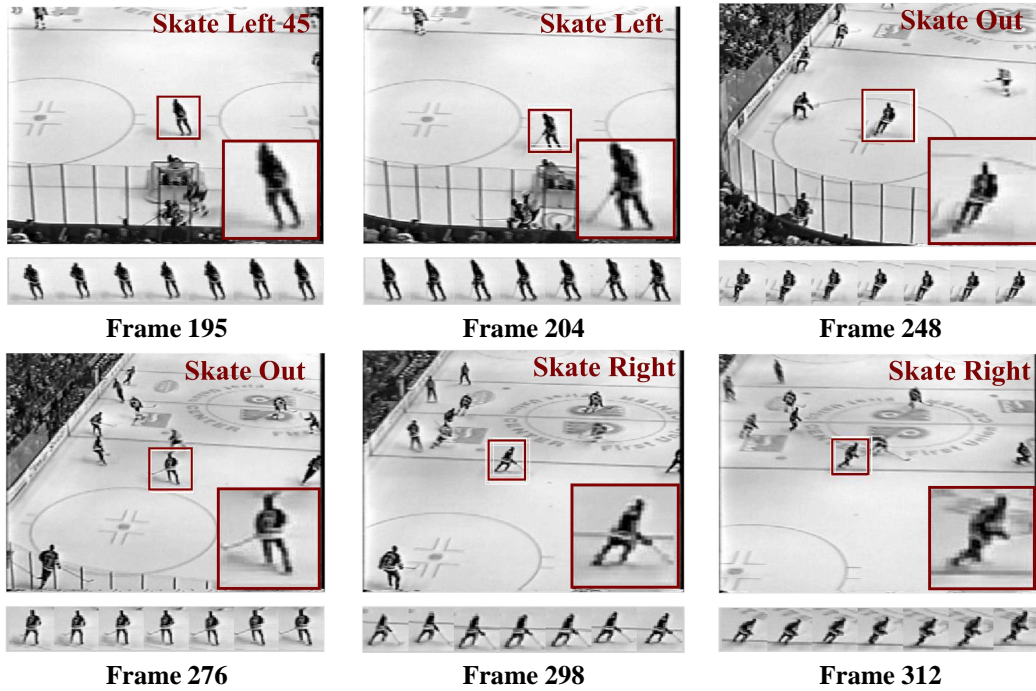 Skate Left 45
Skate Left
Skate Out
Frame 195
Frame 204
Frame 248
Skate Out
Skate Right
Skate Right
CENTER
Frame 276
Frame 298
Frame 312